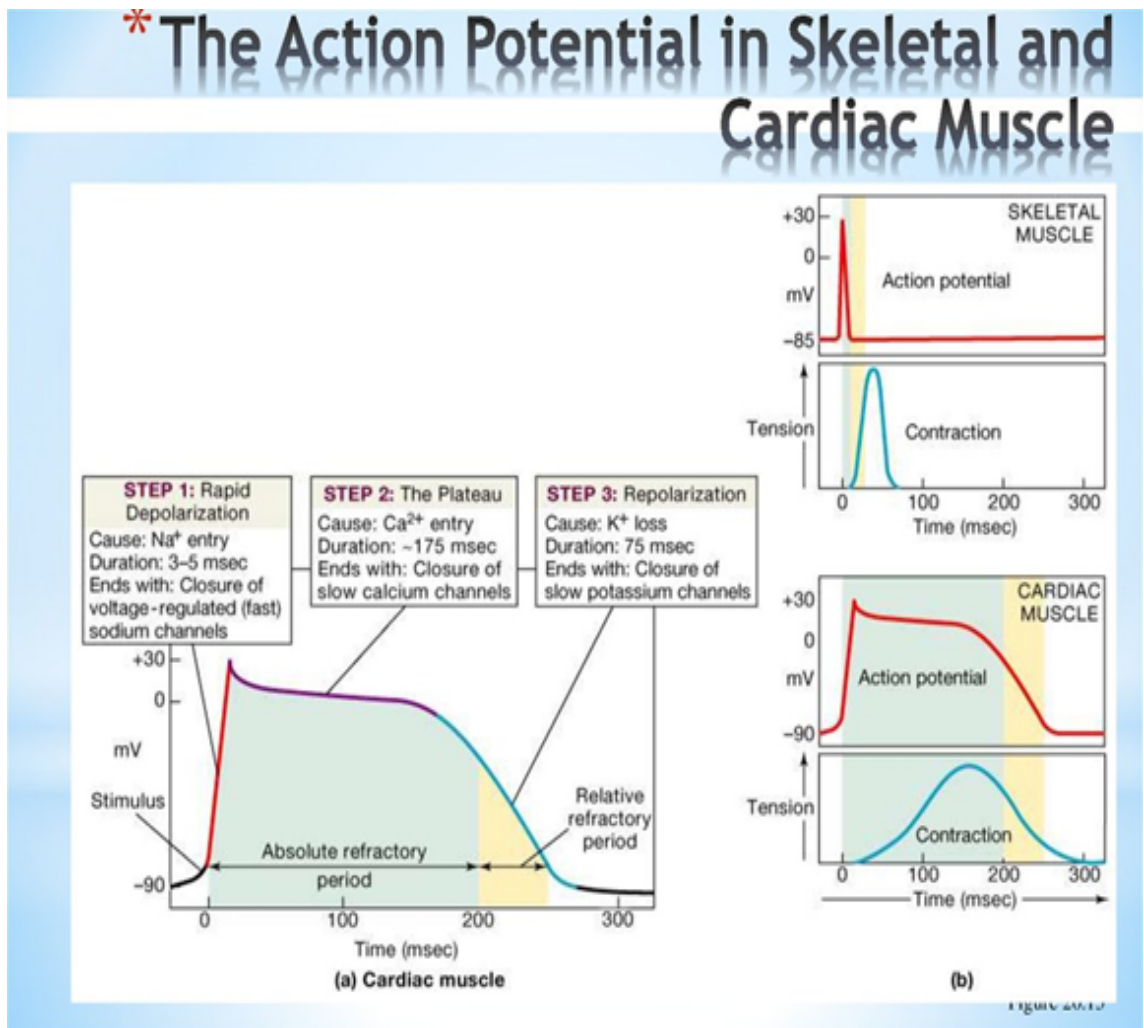 * The Action Potential in Skeletal and
Cardiac Muscle
STEP 1: Rapid
Depolarization
Cause: Na⁺ entry
Duration: 3–5 msec
Ends with: Closure of
voltage-regulated (fast)
sodium channels
STEP 2: The Plateau
Cause: Ca²⁺ entry
Duration: ~175 msec
Ends with: Closure of
slow calcium channels
STEP 3: Repolarization
Cause: K⁺ loss
Duration: 75 msec
Ends with: Closure of
slow potassium channels
+30
0
mV
Stimulus
–90
Absolute refractory
period
Relative
refractory
period
0 100 200 300
Time (msec)
(a) Cardiac muscle
+30
0
mV
–85
SKELETAL
MUSCLE
Action potential
Tension
Contraction
0 100 200 300
Time (msec)
+30
0
mV
–90
CARDIAC
MUSCLE
Action potential
Tension
Contraction
0 100 200 300
Time (msec)
(b)
Figure